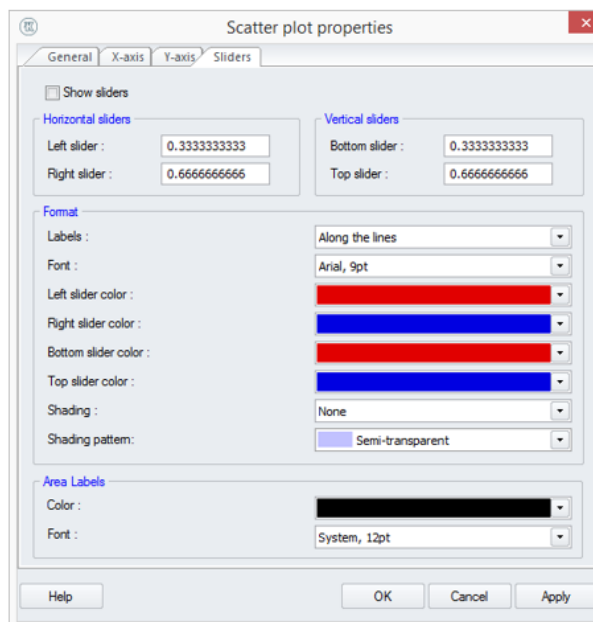 Scatter plot properties
General X-axis Y-axis Sliders
Show sliders
Horizontal sliders
Left slider : 0.3333333333
Right slider : 0.6666666666
Vertical sliders
Bottom slider : 0.3333333333
Top slider : 0.6666666666
Format
Labels : Along the lines
Font : Arial, 9pt
Left slider color :
Right slider color :
Bottom slider color :
Top slider color :
Shading : None
Shading pattern: Semi-transparent
Area Labels
Color :
Font : System, 12pt
Help OK Cancel Apply